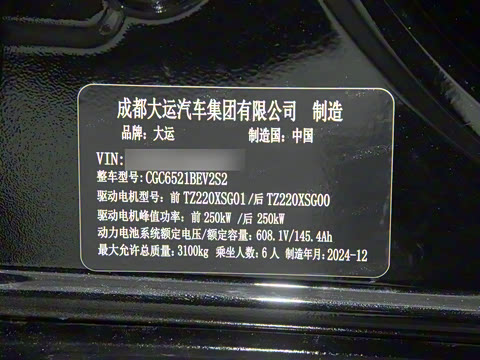 成都大运汽车集团有限公司 制造
品牌：大运 制造国：中国
VIN:
整车型号:CGC6521BEV2S2
驱动电机型号：前 TZ220XSG01/后 TZ220XSG00
驱动电机峰值功率：前 250kW /后 250kW
动力电池系统额定电压/额定容量：608.1V/145.4Ah
最大允许总质量：3100kg 乘坐人数：6 人 制造年月：2024-12